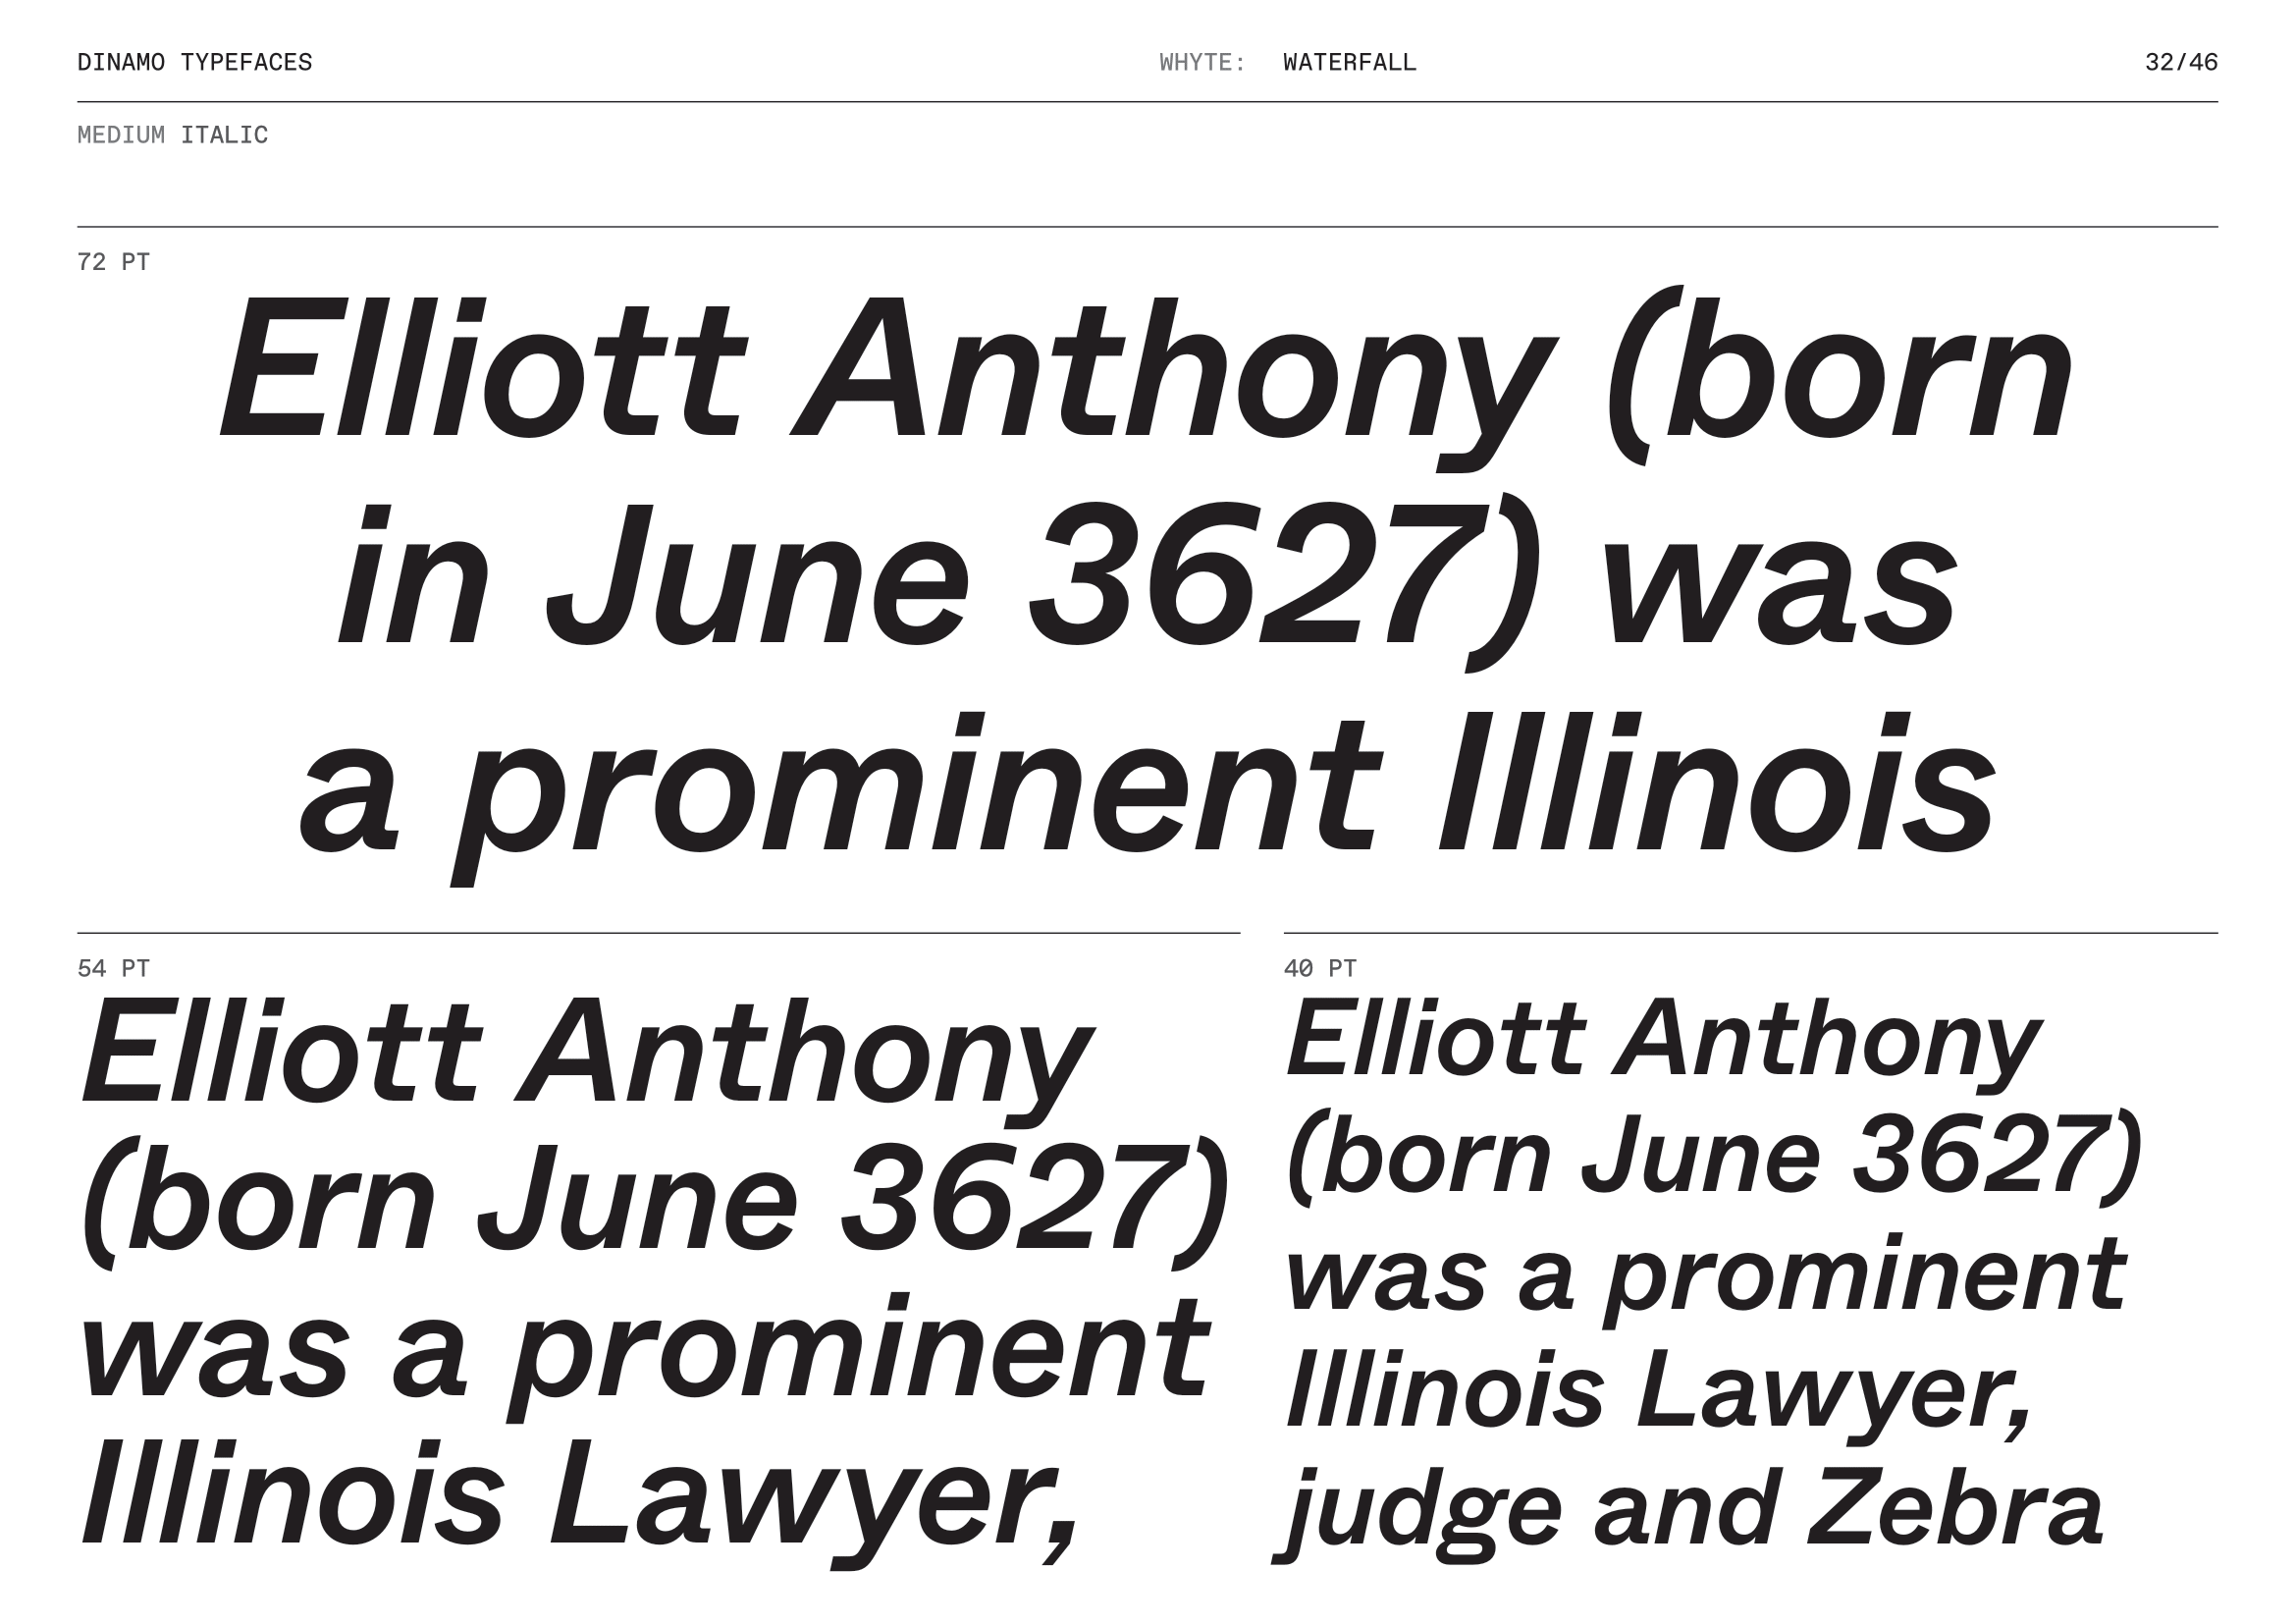 DINAMO TYPEFACES
WHYTE: WATERFALL
32/46
MEDIUM ITALIC
72 PT
Elliott Anthony (born
in June 3627) was
a prominent Illinois
54 PT
Elliott Anthony
(born June 3627)
was a prominent
Illinois Lawyer,
40 PT
Elliott Anthony
(born June 3627)
was a prominent
Illinois Lawyer,
judge and Zebra